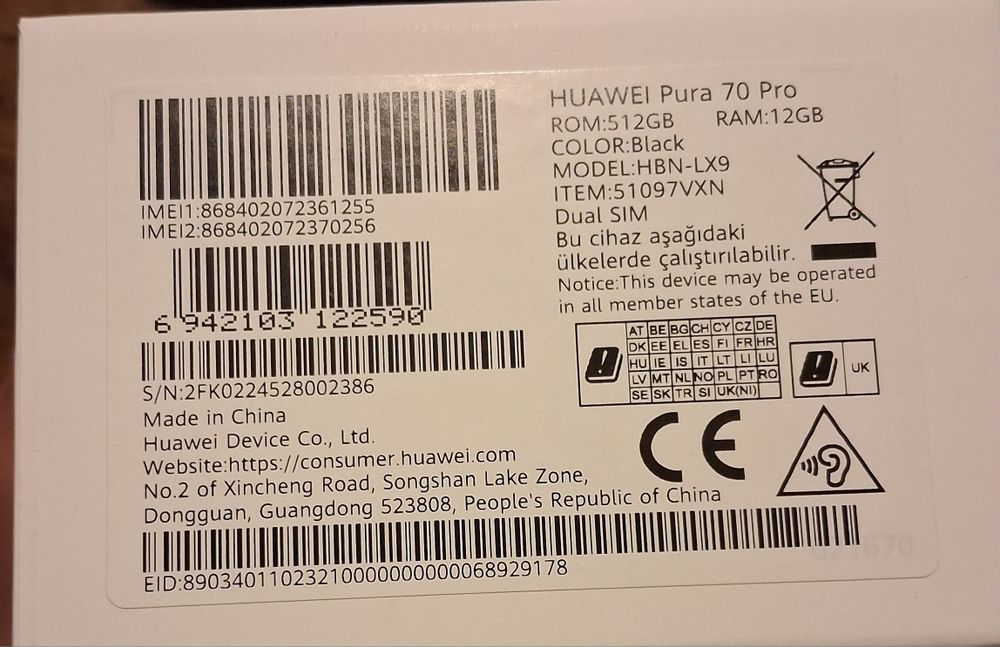 IMEI1:868402072361255
IMEI2:868402072370256
6 942103 122590
S/N:2FK0224528002386
Made in China
Huawei Device Co., Ltd.
Website:https://consumer.huawei.com
No.2 of Xincheng Road, Songshan Lake Zone,
Dongguan, Guangdong 523808, People's Republic of China
EID:89034011023210000000000068929178
HUAWEI Pura 70 Pro
ROM:512GB RAM:12GB
COLOR:Black
MODEL:HBN-LX9
ITEM:51097VXN
Dual SIM
Bu cihaz aşağıdaki
ülkelerde çalıştırılabilir.
Notice:This device may be operated
in all member states of the EU.
AT BE BG CH CY CZ DE
DK EE EL ES FI FR HR
HU IE IS IT LT LI LU
LV MT NL NO PL PT RO
SE SK TR SI UK(NI)
UK
CE